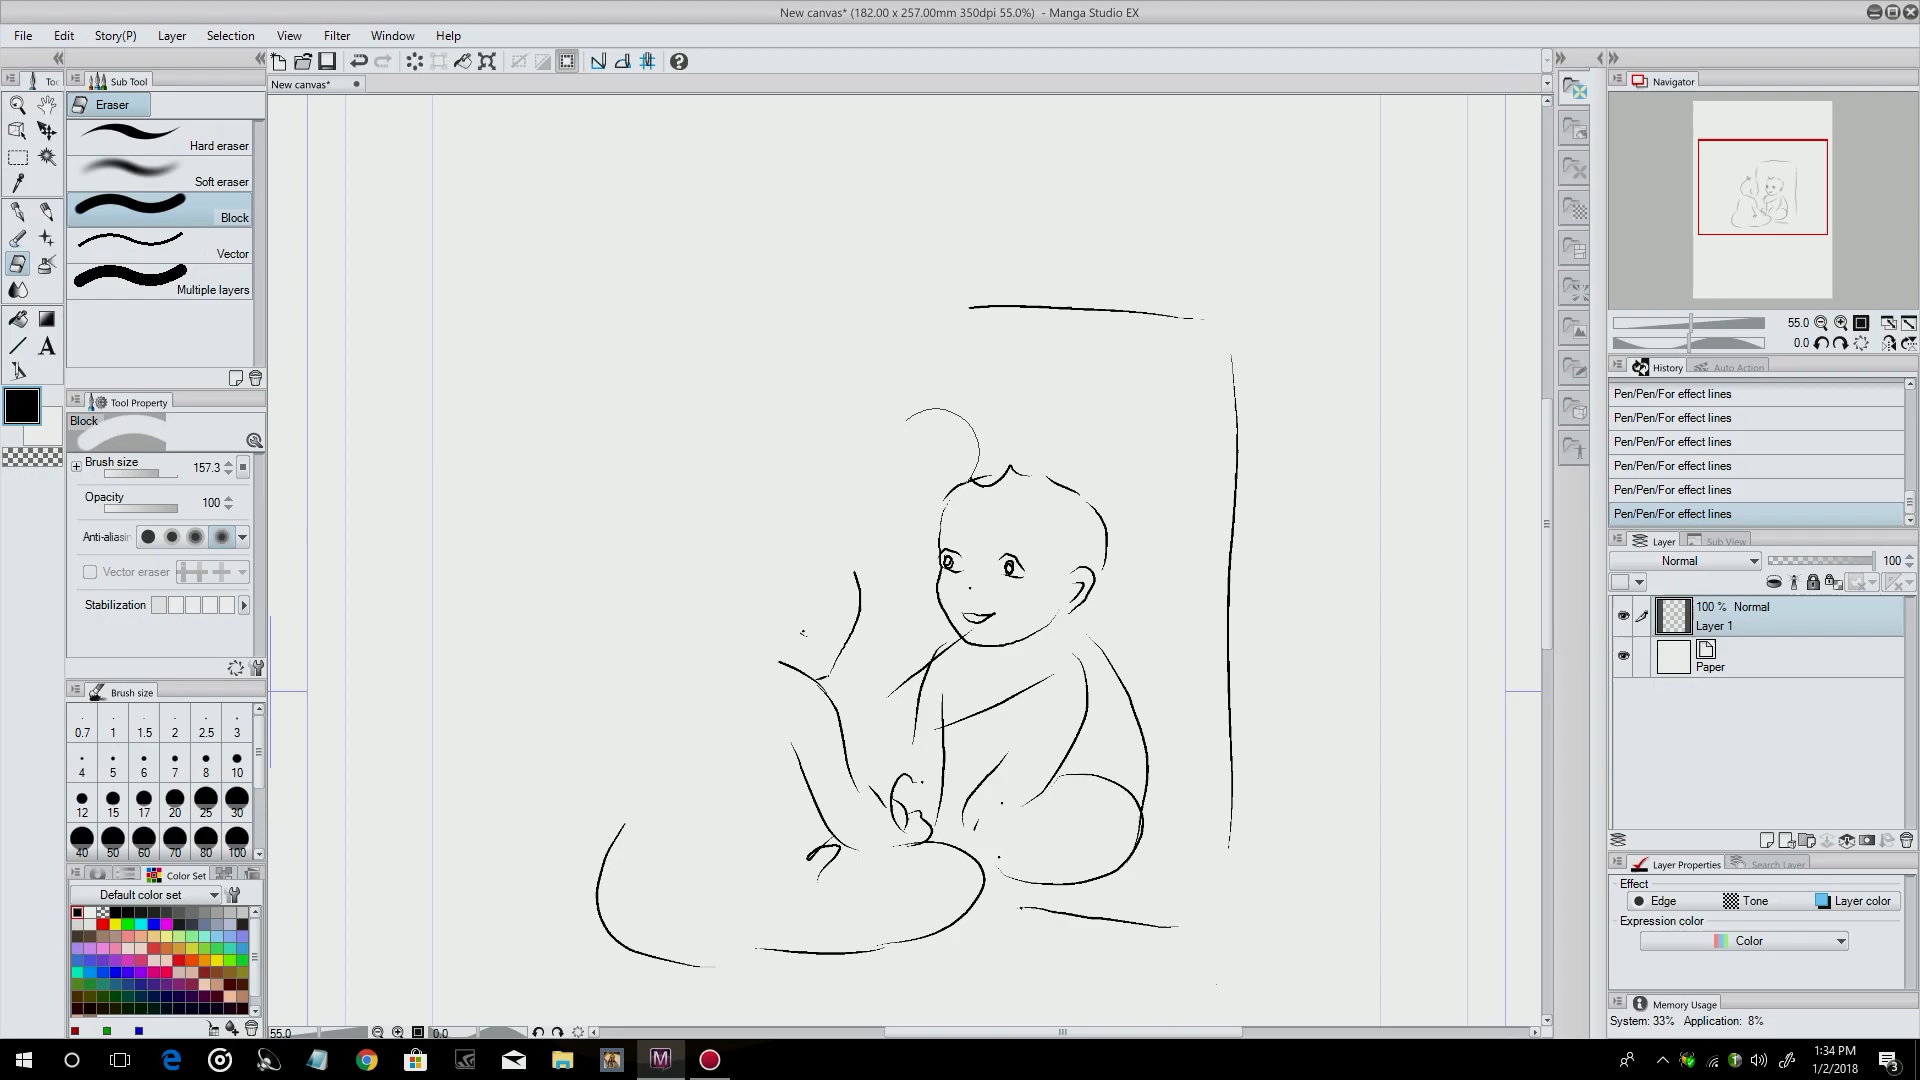 New canvas* (182.00 x 257.00mm 350dpi 55.0%) - Manga Studio EX
File Edit Story(P) Layer Selection View Filter Window Help
Sub Tool
New canvas*
Navigator
Eraser
Hard eraser
Soft eraser
Block
Vector
Multiple layers
55.0
0.0
History Auto Action
Pen/Pen/For effect lines
Pen/Pen/For effect lines
Pen/Pen/For effect lines
Pen/Pen/For effect lines
Pen/Pen/For effect lines
Pen/Pen/For effect lines
Tool Property
Block
Brush size 157.3
Opacity 100
Anti-aliasin
Vector eraser
Stabilization
Layer Sub View
Normal 100
100 % Normal
Layer 1
Paper
Brush size
0.7 1 1.5 2 2.5 3
4 5 6 7 8 10
12 15 17 20 25 30
40 50 60 70 80 100
Color Set
Default color set
Layer Properties Search Layer
Effect
Edge Tone Layer color
Expression color
Color
Memory Usage
System: 33% Application: 8%
55.0 0.0
1:34 PM
1/2/2018
3